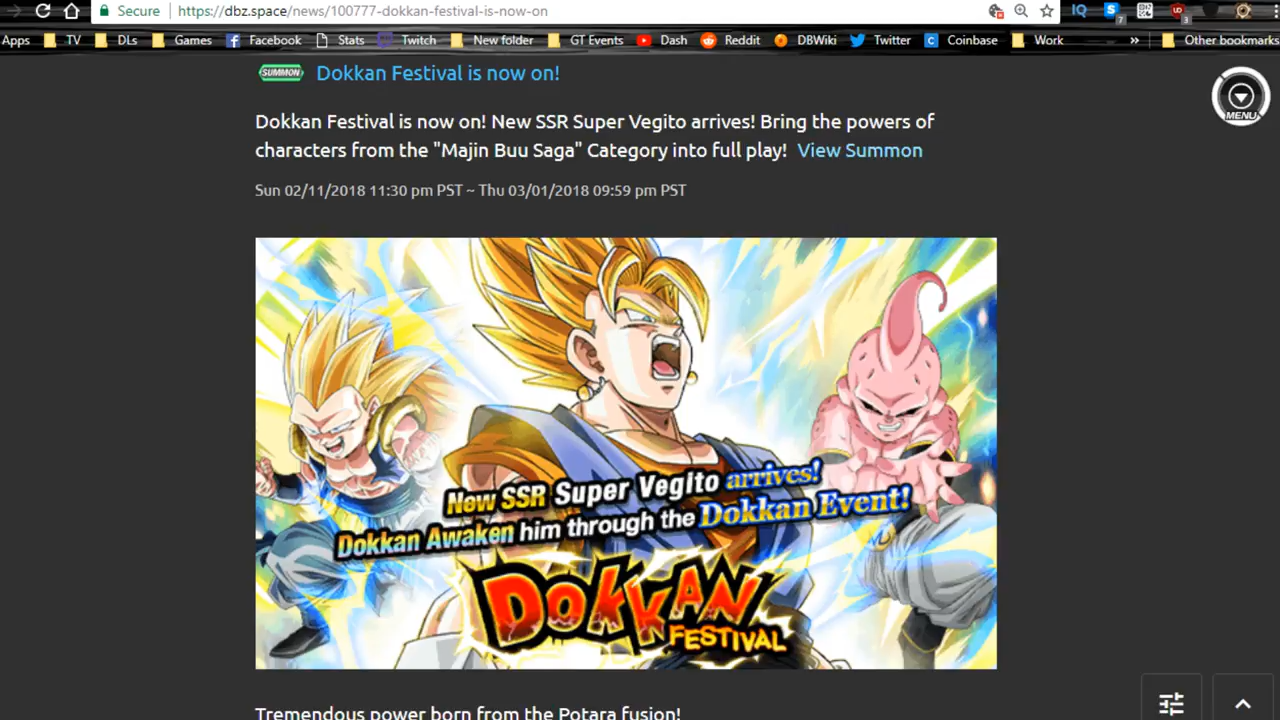 Secure https://dbz.space/news/100777-dokkan-festival-is-now-on IQ S 7 UD 3
Apps TV DLs Games Facebook Stats Twitch New folder GT Events Dash Reddit DBWiki Twitter Coinbase Work » Other bookmarks
SUMMON Dokkan Festival is now on!
MENU
Dokkan Festival is now on! New SSR Super Vegito arrives! Bring the powers of
characters from the "Majin Buu Saga" Category into full play! View Summon
Sun 02/11/2018 11:30 pm PST ~ Thu 03/01/2018 09:59 pm PST
New SSR Super Vegito arrives!
Dokkan Awaken him through the Dokkan Event!
DOKKAN
FESTIVAL
Tremendous power born from the Potara fusion!